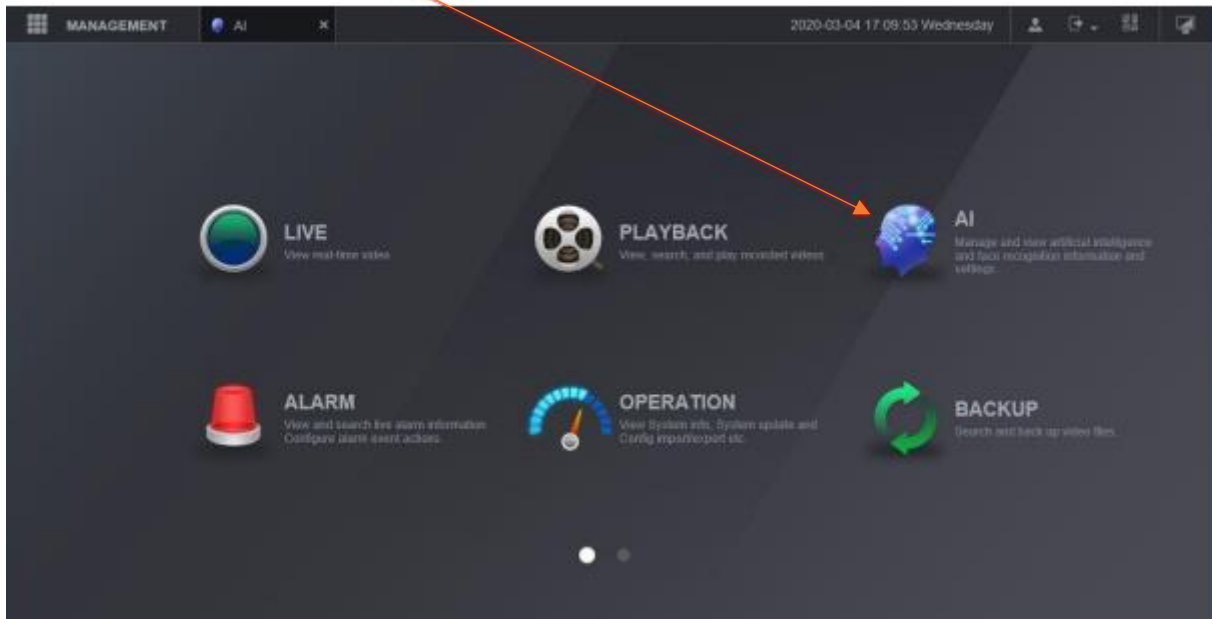 MANAGEMENT
AI
2020-03-04 17:09:53 Wednesday
LIVE
View real-time video.
PLAYBACK
View, search, and play recorded videos.
AI
Manage and view artificial intelligence
and face recognition information and
settings.
ALARM
View and search live alarm information
Configure alarm event actions.
OPERATION
View System info, System update and
Config import/export etc.
BACKUP
Search and back up video files.